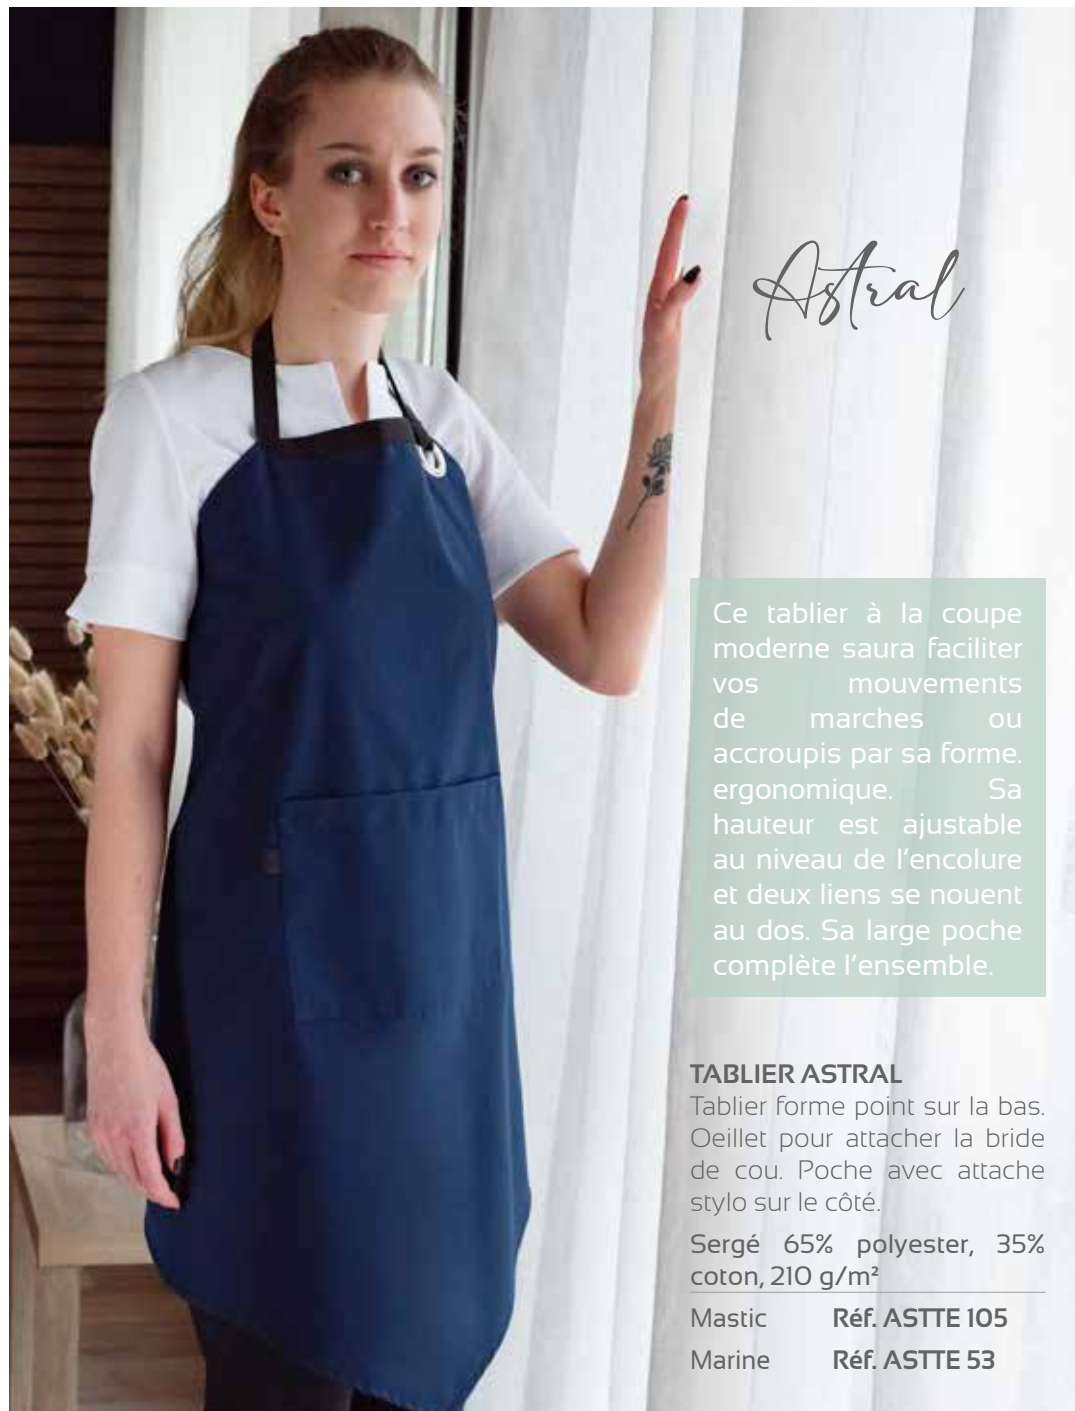 Astral
Ce tablier à la coupe
moderne saura faciliter
vos mouvements
de marches ou
accroupis par sa forme.
ergonomique. Sa
hauteur est ajustable
au niveau de l'encolure
et deux liens se nouent
au dos. Sa large poche
complète l'ensemble.
TABLIER ASTRAL
Tablier forme point sur la bas.
Oeillet pour attacher la bride
de cou. Poche avec attache
stylo sur le côté.
Sergé 65% polyester, 35%
coton, 210 g/m²
Mastic Réf. ASTTE 105
Marine Réf. ASTTE 53